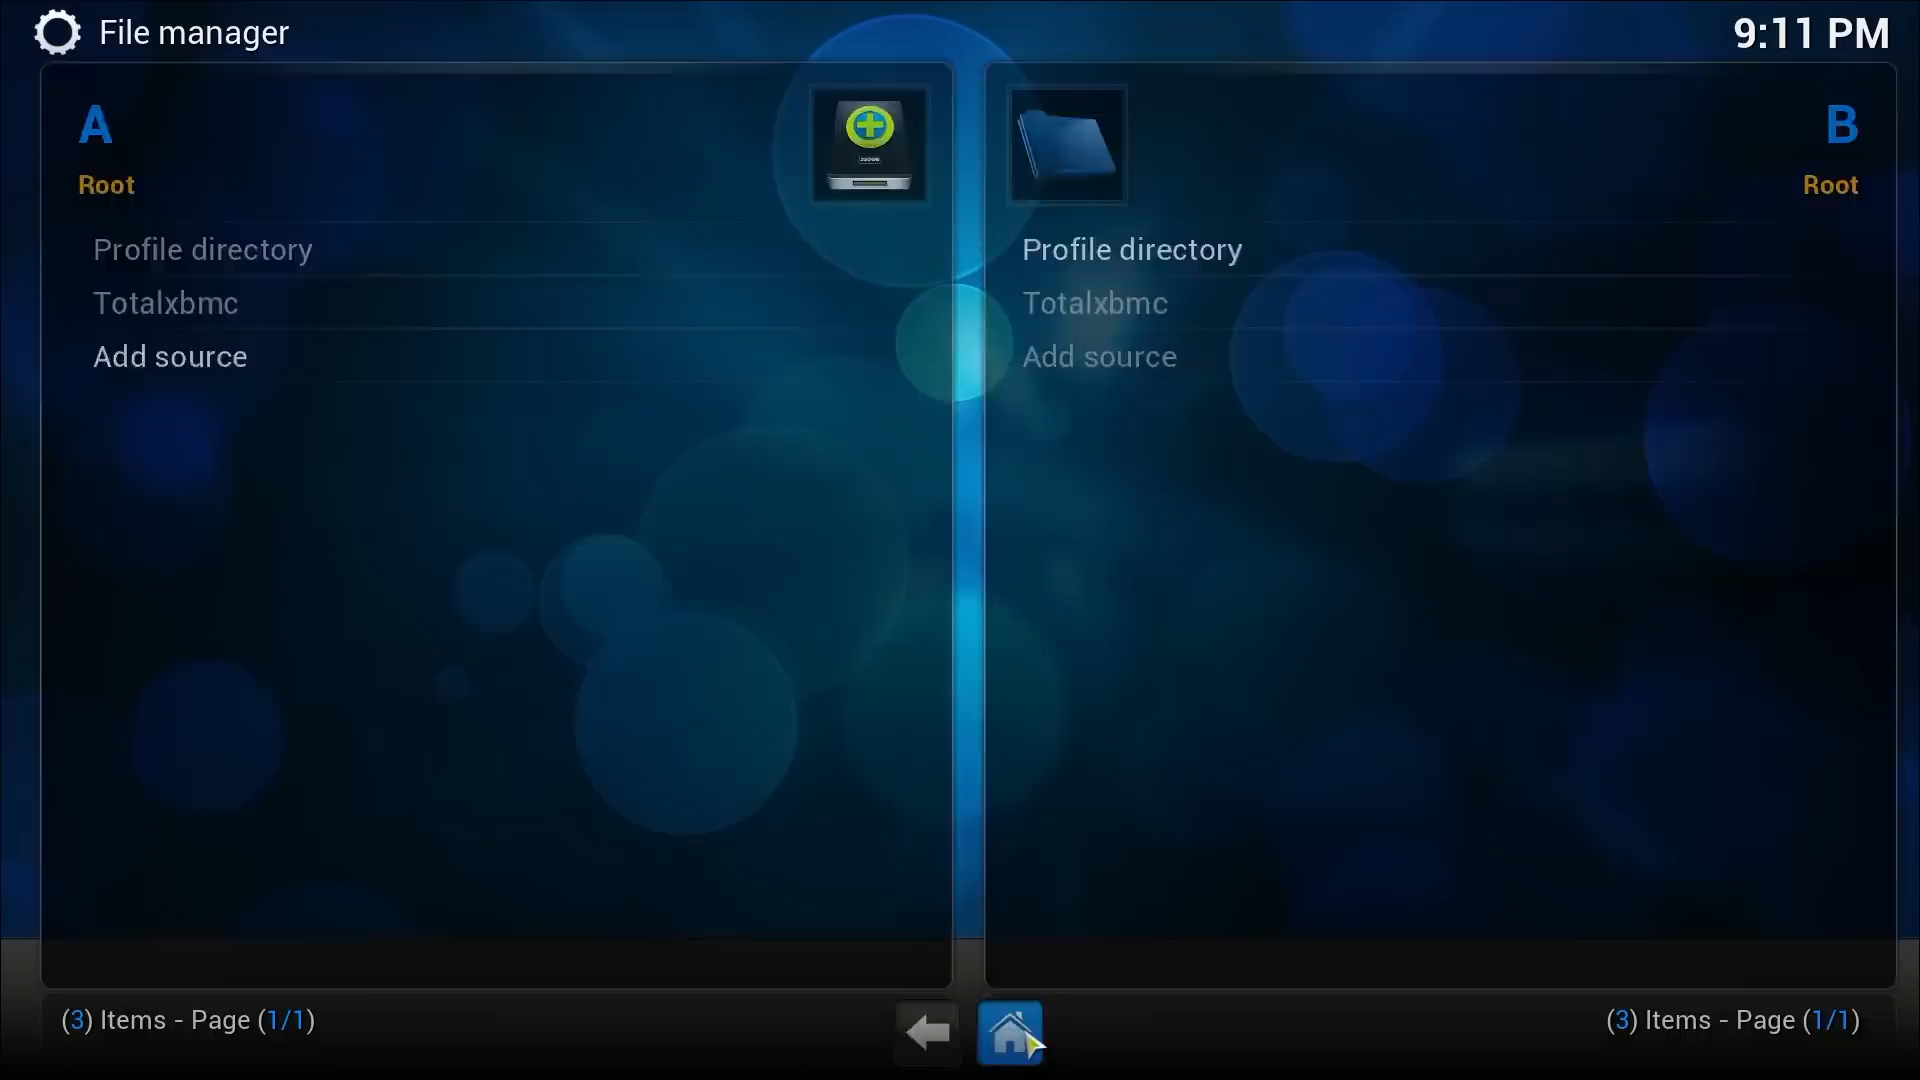 File manager
9:11 PM
A
Root
Profile directory
Totalxbmc
Add source
(3) Items - Page (1/1)
B
Root
Profile directory
Totalxbmc
Add source
(3) Items - Page (1/1)